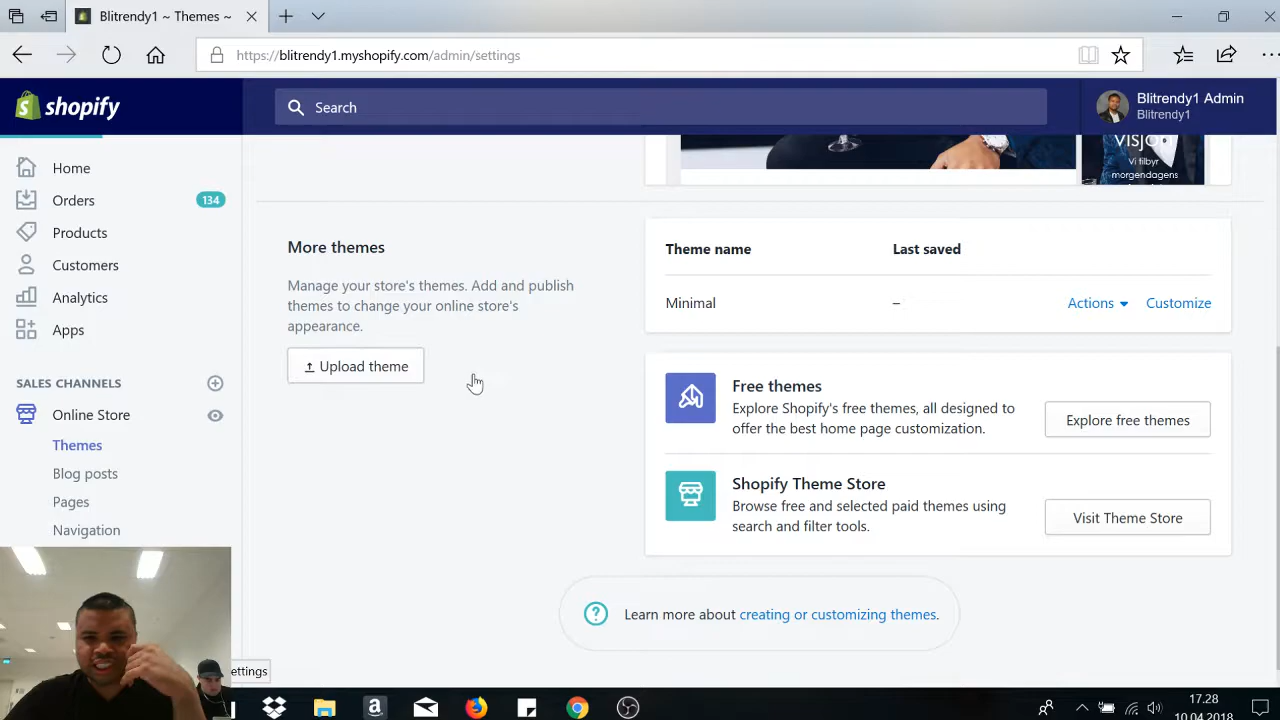 Blitrendy1 ~ Themes ~
https://blitrendy1.myshopify.com/admin/settings
shopify
Search
Blitrendy1 Admin
Blitrendy1
Home
Orders
134
Products
Customers
Analytics
Apps
SALES CHANNELS
Online Store
Themes
Blog posts
Pages
Navigation
ettings
VISJON
Vi tilbyr
morgendagens
More themes
Manage your store's themes. Add and publish
themes to change your online store's
appearance.
Upload theme
Theme name
Last saved
Minimal
–
Actions
Customize
Free themes
Explore Shopify's free themes, all designed to
offer the best home page customization.
Explore free themes
Shopify Theme Store
Browse free and selected paid themes using
search and filter tools.
Visit Theme Store
Learn more about creating or customizing themes.
17.28
10.04.2018